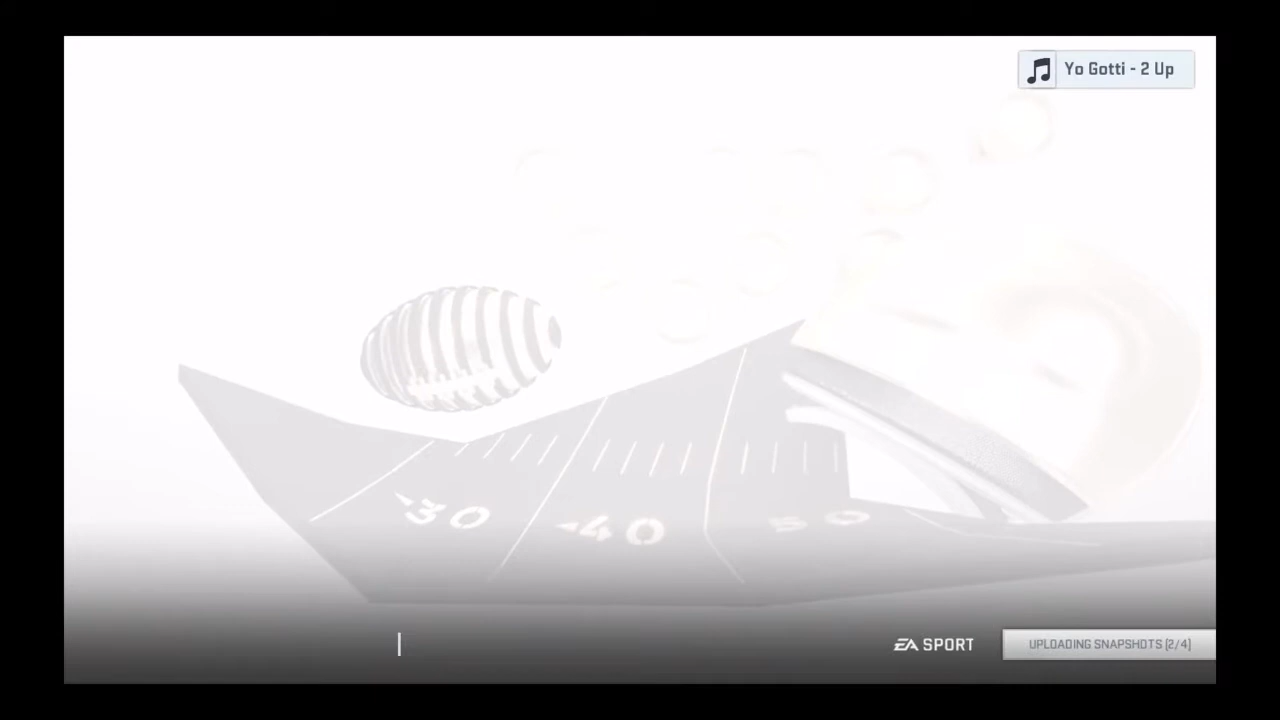 Yo Gotti - 2 Up
-30
-40
50
EA SPORT
UPLOADING SNAPSHOTS (2/4)